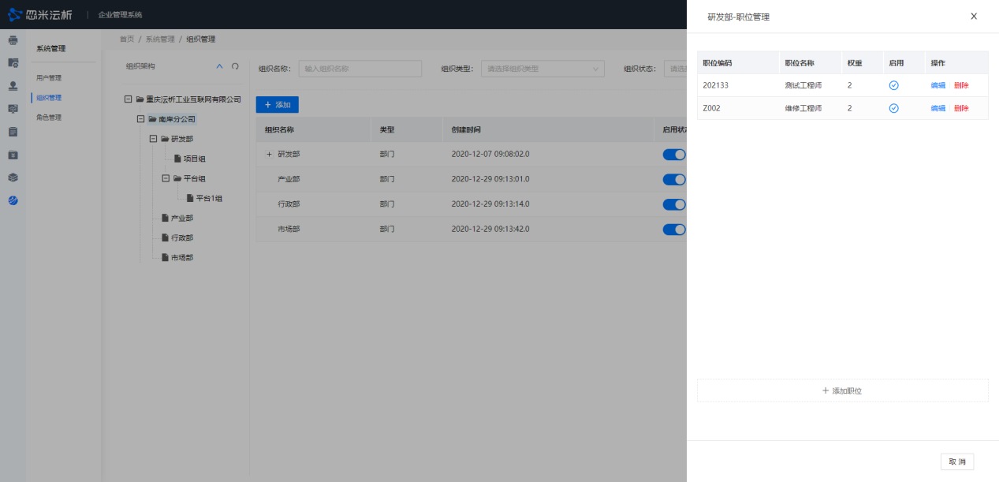 忽米沄析 企业管理系统
系统管理
用户管理
组织管理
角色管理
首页 / 系统管理 / 组织管理
组织架构
重庆沄析工业互联网有限公司
南岸分公司
研发部
项目组
平台组
平台1组
产业部
行政部
市场部
组织名称: 输入组织名称 组织类型: 请选择组织类型 组织状态:
+ 添加
组织名称 类型 创建时间
研发部 部门 2020-12-07 09:08:02.0
产业部 部门 2020-12-29 09:13:01.0
行政部 部门 2020-12-29 09:13:14.0
市场部 部门 2020-12-29 09:13:42.0
研发部-职位管理
职位编码 职位名称 权重 启用 操作
202133 测试工程师 2 编辑 删除
Z002 维修工程师 2 编辑 删除
+ 添加职位
取 消